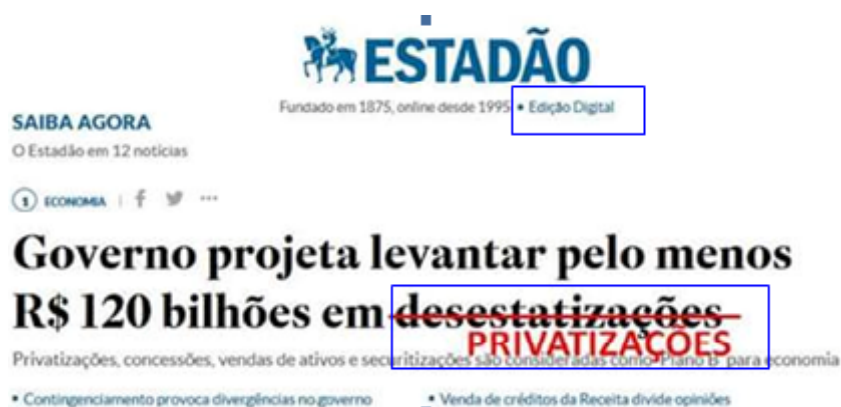 ESTADÃO
Fundado em 1875, online desde 1995 • Edição Digital
SAIBA AGORA
O Estadão em 12 notícias
1 ECONOMIA | f ...
Governo projeta levantar pelo menos
R$ 120 bilhões em desestatizações
PRIVATIZAÇÕES
Privatizações, concessões, vendas de ativos e securitizações são consideradas como "Plano B" para economia
• Contingenciamento provoca divergências no governo
• Venda de créditos da Receita divide opiniões